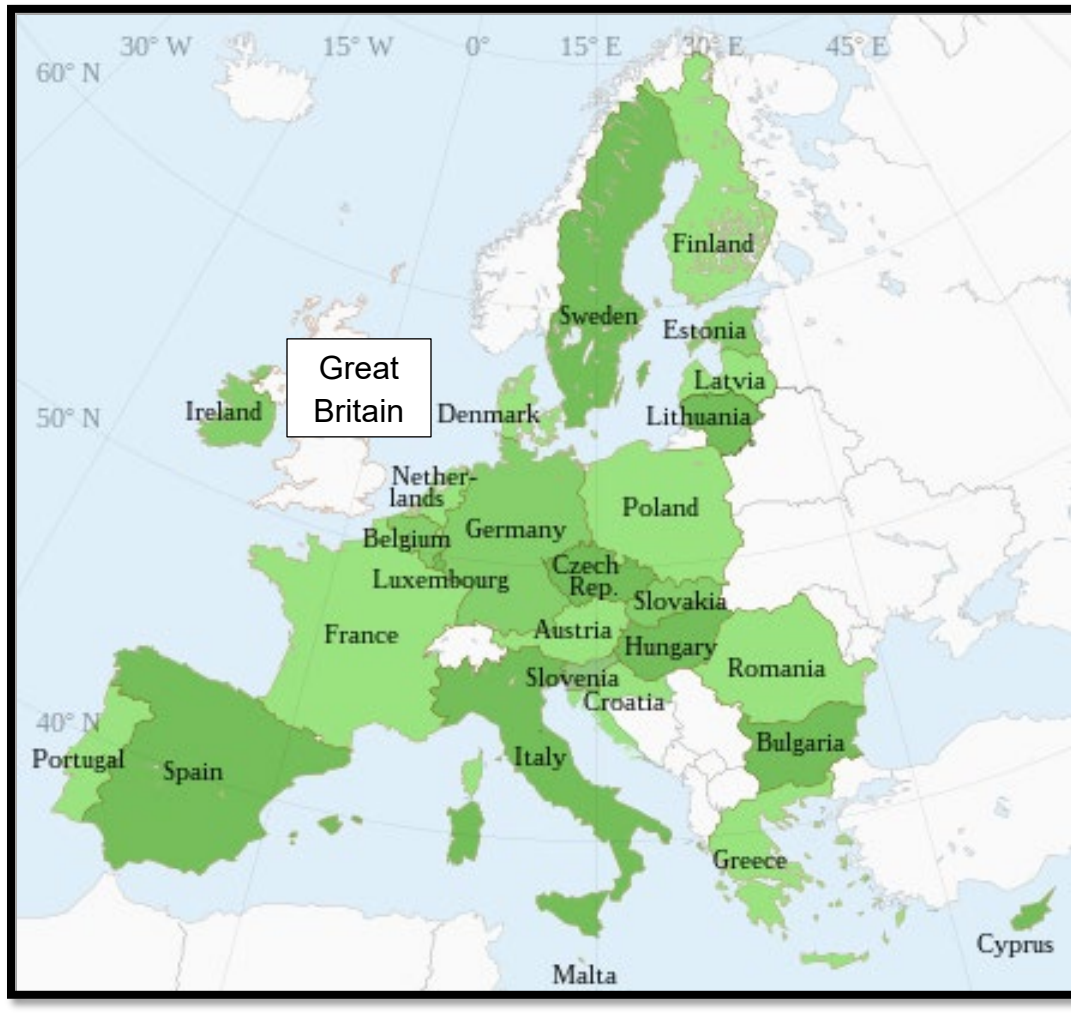 30° W
15° W
0°
15° E
30° E
45° E
60° N
Finland
Sweden
Estonia
Great
Britain
Latvia
Ireland
50° N
Denmark
Lithuania
Nether-
lands
Poland
Germany
Belgium
Czech
Rep.
Luxembourg
Slovakia
Austria
France
Hungary
Romania
Slovenia
Croatia
40° N
Bulgaria
Portugal
Spain
Italy
Greece
Cyprus
Malta